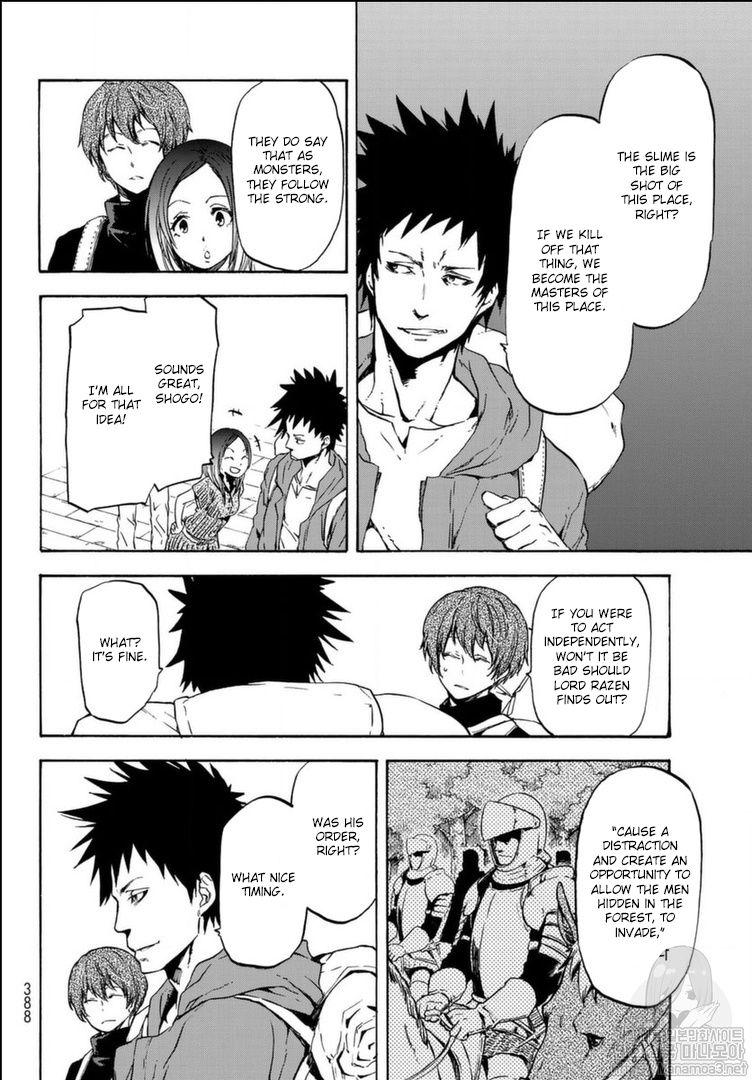 THE SLIME IS
THE BIG
SHOT OF
THIS PLACE,
RIGHT?
IF WE KILL
OFF THAT
THING, WE
BECOME THE
MASTERS OF
THIS PLACE.
THEY DO SAY
THAT AS
MONSTERS,
THEY FOLLOW
THE STRONG.
SOUNDS
GREAT,
SHOGO!
I'M ALL
FOR THAT
IDEA!
IF YOU WERE
TO ACT
INDEPENDENTLY,
WON'T IT BE
BAD SHOULD
LORD RAZEN
FINDS OUT?
WHAT?
IT'S FINE.
"CAUSE A
DISTRACTION
AND CREATE AN
OPPORTUNITY TO
ALLOW THE MEN
HIDDEN IN THE
FOREST, TO
INVADE,"
WAS HIS
ORDER,
RIGHT?
WHAT NICE
TIMING.
388